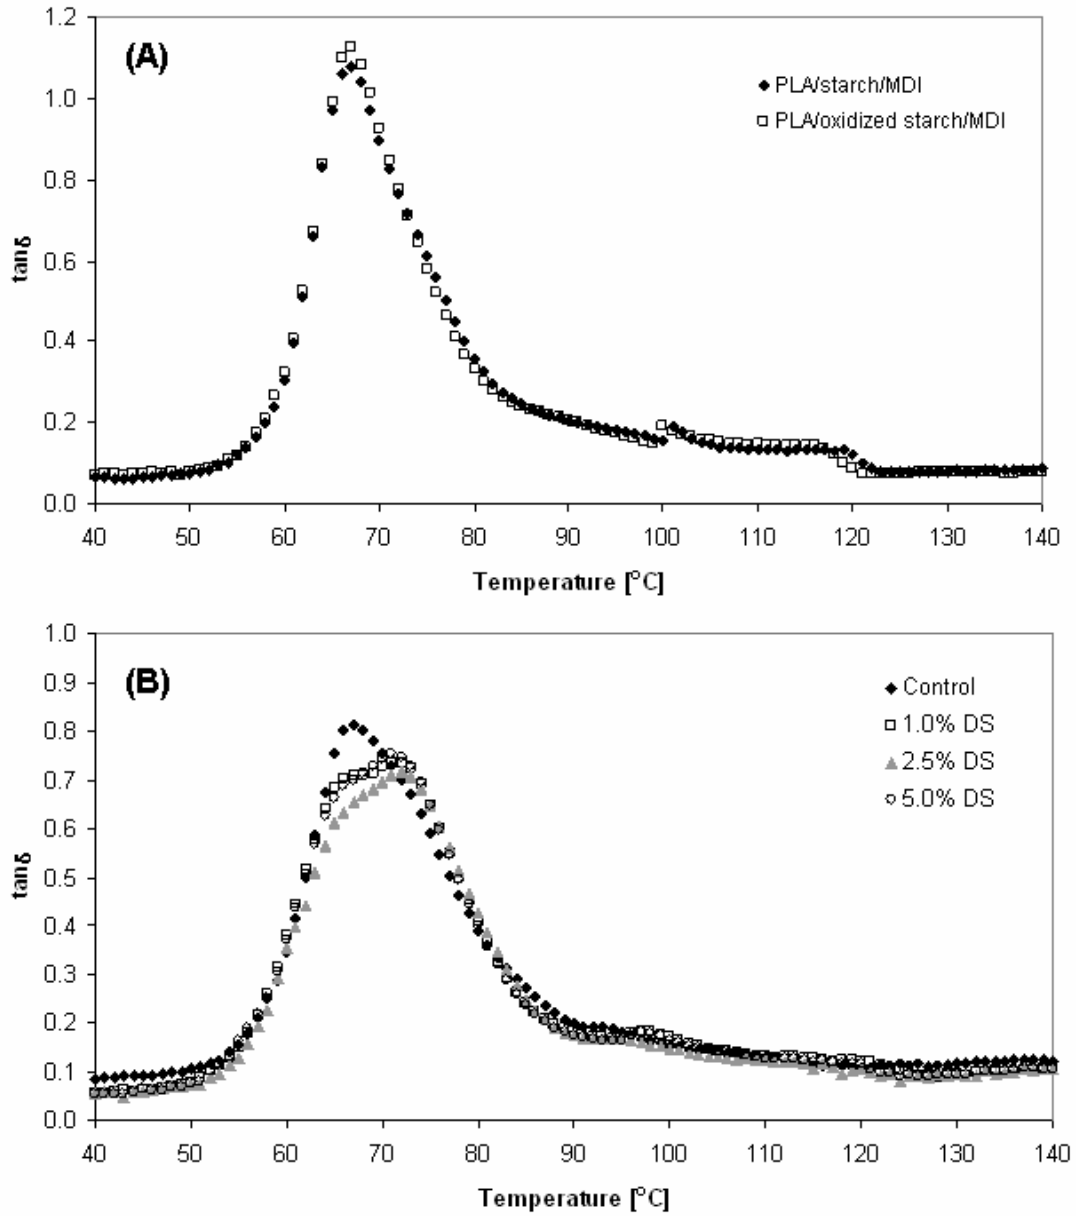 1.2
(A)
PLA/starch/MDI
1.0
PLA/oxidized starch/MDI
0.8
tanδ
0.6
0.4
0.2
0.0
40 50 60 70 80 90 100 110 120 130 140
Temperature [°C]
1.0
(B)
0.9
Control
0.8
1.0% DS
0.7
2.5% DS
5.0% DS
0.6
tanδ
0.5
0.4
0.3
0.2
0.1
0.0
40 50 60 70 80 90 100 110 120 130 140
Temperature [°C]